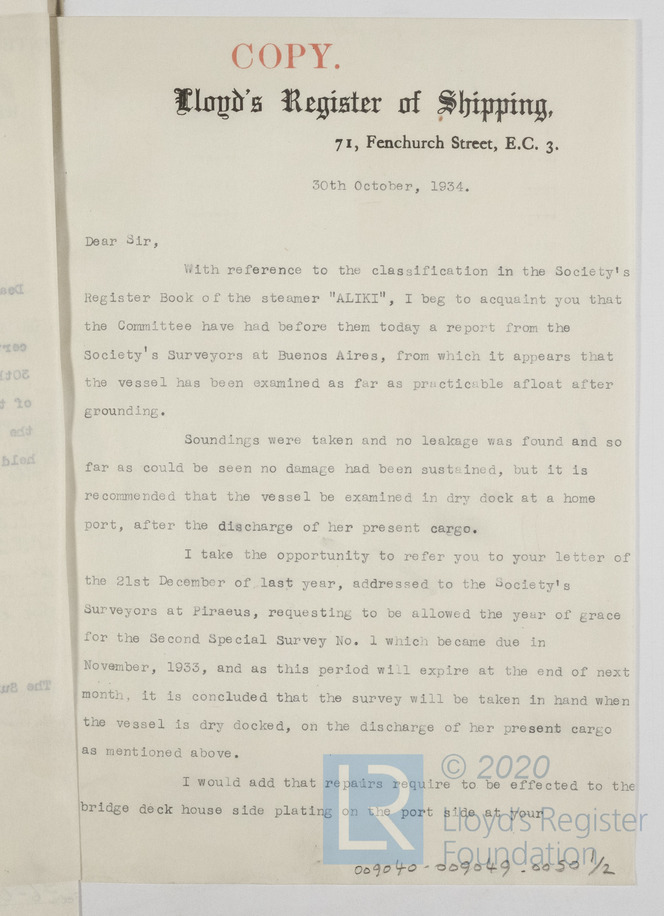 COPY.
Lloyd's Register of Shipping,
71, Fenchurch Street, E.C. 3.
30th October, 1934.
Dear Sir,
With reference to the classification in the Society's
Register Book of the steamer "ALIKI", I beg to acquaint you that
the Committee have had before them today a report from the
Society's Surveyors at Buenos Aires, from which it appears that
the vessel has been examined as far as practicable afloat after
grounding.
Soundings were taken and no leakage was found and so
far as could be seen no damage had been sustained, but it is
recommended that the vessel be examined in dry dock at a home
port, after the discharge of her present cargo.
I take the opportunity to refer you to your letter of
the 21st December of last year, addressed to the Society's
Surveyors at Piraeus, requesting to be allowed the year of grace
for the Second Special Survey No. 1 which became due in
November, 1933, and as this period will expire at the end of next
month, it is concluded that the survey will be taken in hand when
the vessel is dry docked, on the discharge of her present cargo
as mentioned above.
I would add that repairs require to be effected to the
bridge deck house side plating on the port side at your
LR
© 2020
Lloyd's Register
Foundation
009040-009049-0050 1/2